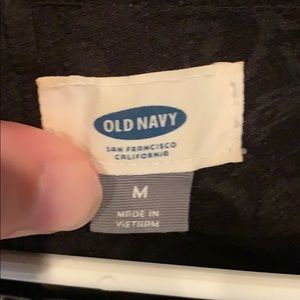 OLD NAVY
SAN FRANCISCO
CALIFORNIA
M
MADE IN
VIETNAM